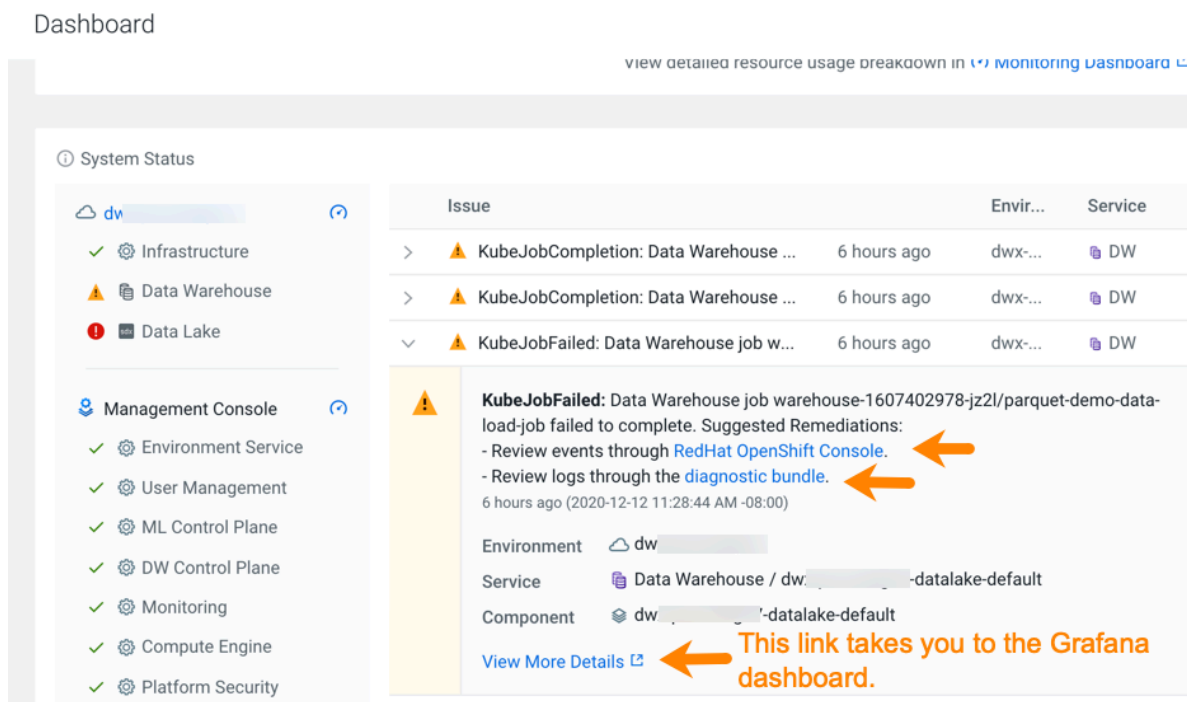 Dashboard
View detailed resource usage breakdown in Monitoring Dashboard
System Status
dw
Infrastructure
Data Warehouse
sdx Data Lake
Management Console
Environment Service
User Management
ML Control Plane
DW Control Plane
Monitoring
Compute Engine
Platform Security
Issue Envir... Service
KubeJobCompletion: Data Warehouse ... 6 hours ago dwx-... DW
KubeJobCompletion: Data Warehouse ... 6 hours ago dwx-... DW
KubeJobFailed: Data Warehouse job w... 6 hours ago dwx-... DW
KubeJobFailed: Data Warehouse job warehouse-1607402978-jz2l/parquet-demo-data-
load-job failed to complete. Suggested Remediations:
- Review events through RedHat OpenShift Console.
- Review logs through the diagnostic bundle.
6 hours ago (2020-12-12 11:28:44 AM -08:00)
Environment dw
Service Data Warehouse / dw -datalake-default
Component dw -datalake-default
View More Details
This link takes you to the Grafana
dashboard.